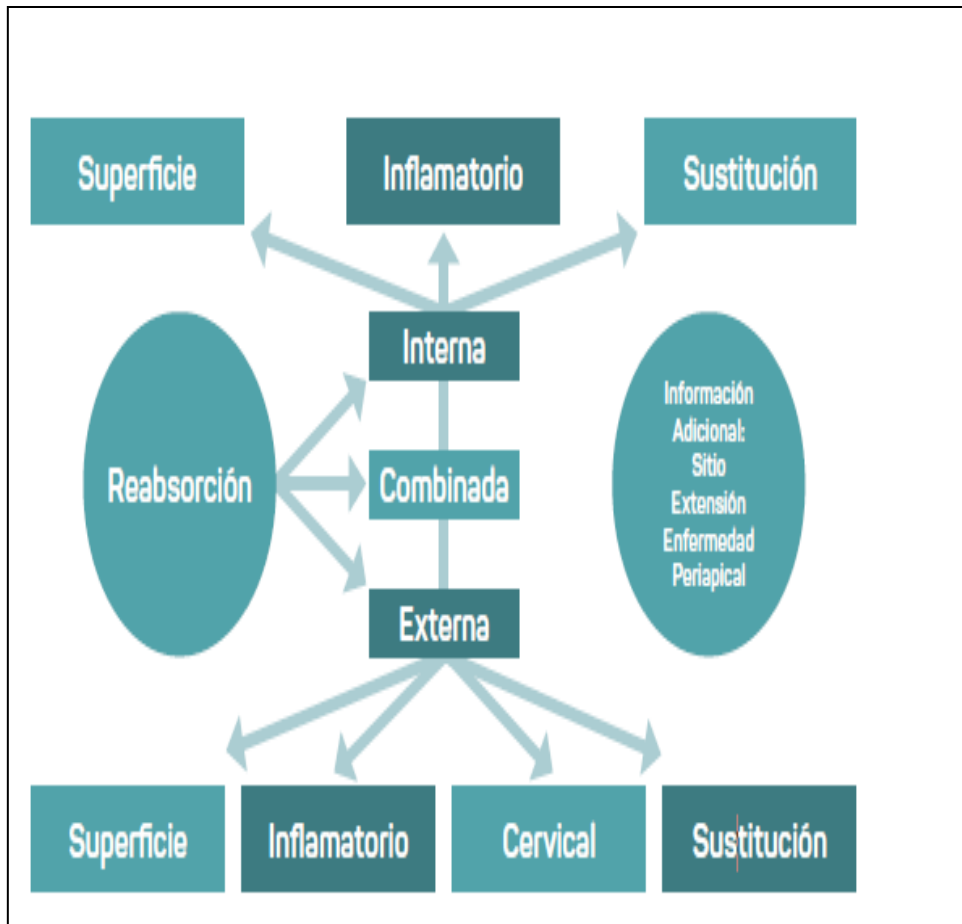 Superficie
Inflamatorio
Sustitución
Interna
Reabsorción
Combinada
Externa
Información
Adicional:
Sitio
Extensión
Enfermedad
Periapical
Superficie
Inflamatorio
Cervical
Sustitución